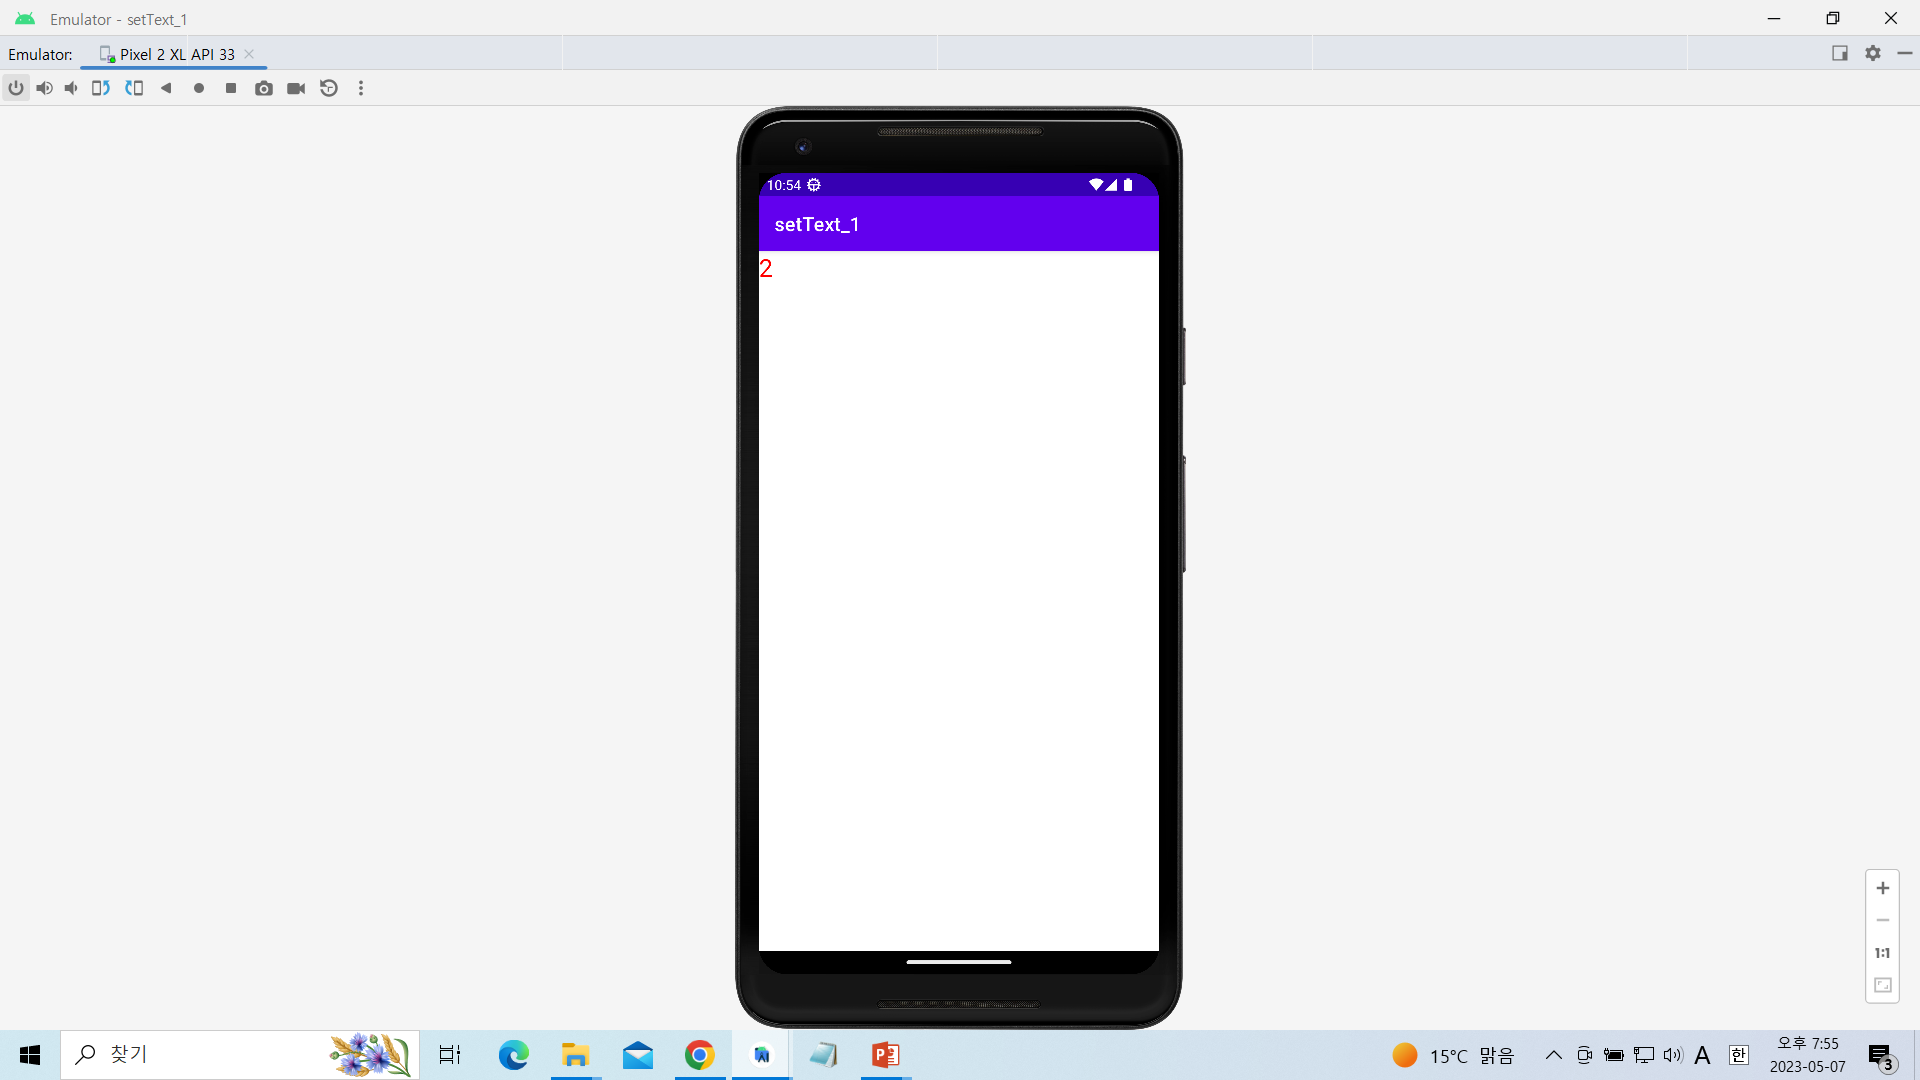 Emulator - setText_1
Emulator: Pixel 2 XL API 33
10:54
setText_1
2
1:1
찾기
15°C 맑음
A
한
오후 7:55
2023-05-07
3